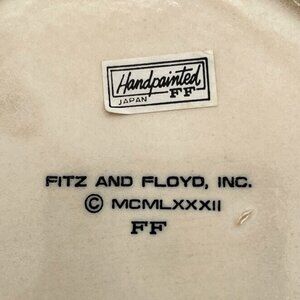 Handpainted
JAPAN FF
FITZ AND FLOYD, INC.
© MCMLXXXII
FF